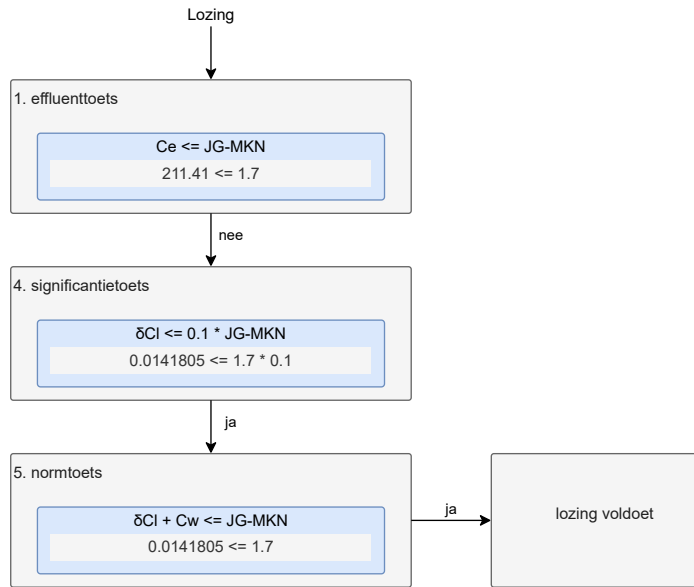 Lozing
1. effluenttoets
Ce <= JG-MKN
211.41 <= 1.7
nee
4. significantietoets
δCl <= 0.1 * JG-MKN
0.0141805 <= 1.7 * 0.1
ja
5. normtoets
δCl + Cw <= JG-MKN
0.0141805 <= 1.7
ja
lozing voldoet